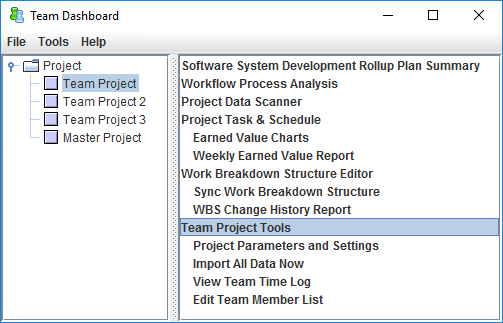 Team Dashboard
File Tools Help
Project
Team Project
Team Project 2
Team Project 3
Master Project
Software System Development Rollup Plan Summary
Workflow Process Analysis
Project Data Scanner
Project Task & Schedule
Earned Value Charts
Weekly Earned Value Report
Work Breakdown Structure Editor
Sync Work Breakdown Structure
WBS Change History Report
Team Project Tools
Project Parameters and Settings
Import All Data Now
View Team Time Log
Edit Team Member List